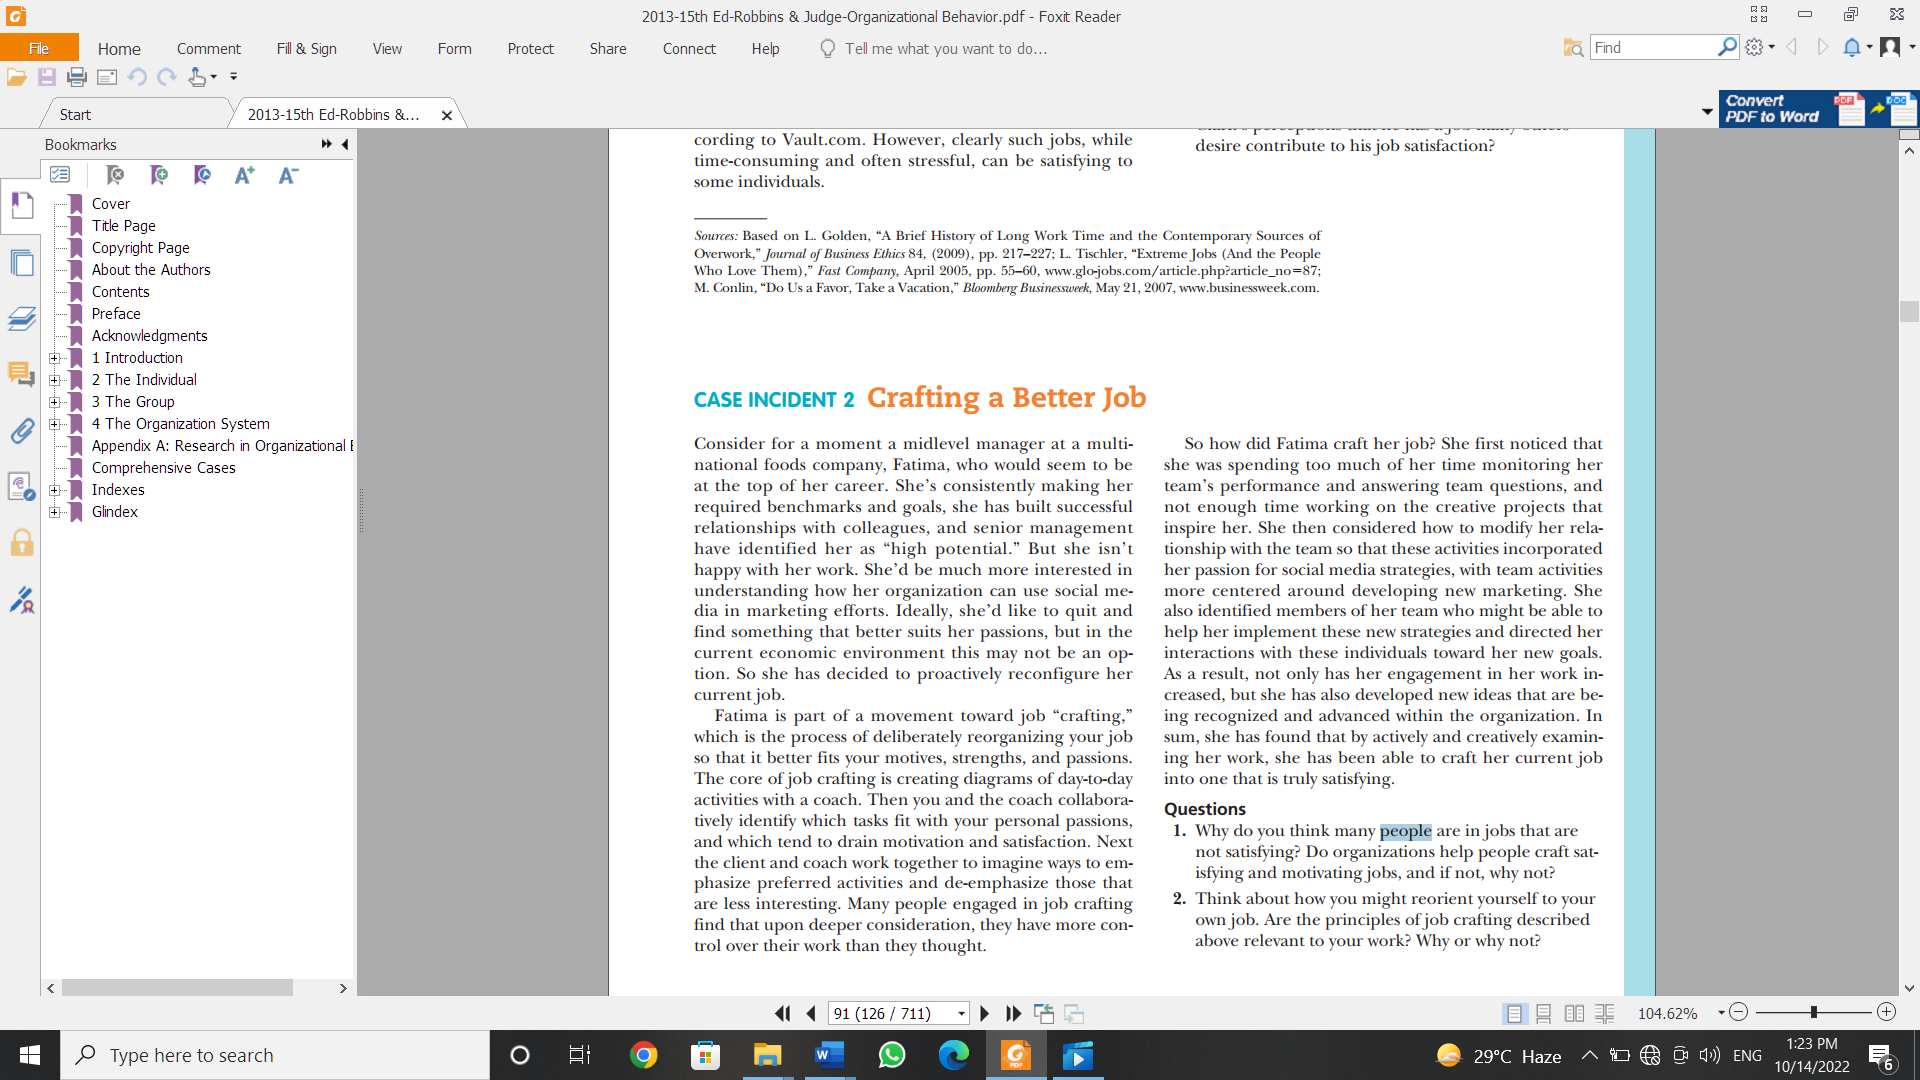 2013-15th Ed-Robbins & Judge-Organizational Behavior.pdf - Foxit Reader
File Home Comment Fill & Sign View Form Protect Share Connect Help Tell me what you want to do... Find
Start 2013-15th Ed-Robbins &... Convert PDF to Word PDF DOC
Bookmarks
Cover
Title Page
Copyright Page
About the Authors
Contents
Preface
Acknowledgments
1 Introduction
2 The Individual
3 The Group
4 The Organization System
Appendix A: Research in Organizational
Comprehensive Cases
Indexes
Glindex
cording to Vault.com. However, clearly such jobs, while
time-consuming and often stressful, can be satisfying to
some individuals.
desire contribute to his job satisfaction?
Sources: Based on L. Golden, “A Brief History of Long Work Time and the Contemporary Sources of
Overwork,” Journal of Business Ethics 84, (2009), pp. 217–227; L. Tischler, “Extreme Jobs (And the People
Who Love Them),” Fast Company, April 2005, pp. 55–60, www.glo-jobs.com/article.php?article_no=87;
M. Conlin, “Do Us a Favor, Take a Vacation,” Bloomberg Businessweek, May 21, 2007, www.businessweek.com.
CASE INCIDENT 2 Crafting a Better Job
Consider for a moment a midlevel manager at a multi-
national foods company, Fatima, who would seem to be
at the top of her career. She’s consistently making her
required benchmarks and goals, she has built successful
relationships with colleagues, and senior management
have identified her as “high potential.” But she isn’t
happy with her work. She’d be much more interested in
understanding how her organization can use social me-
dia in marketing efforts. Ideally, she’d like to quit and
find something that better suits her passions, but in the
current economic environment this may not be an op-
tion. So she has decided to proactively reconfigure her
current job.
Fatima is part of a movement toward job “crafting,”
which is the process of deliberately reorganizing your job
so that it better fits your motives, strengths, and passions.
The core of job crafting is creating diagrams of day-to-day
activities with a coach. Then you and the coach collabora-
tively identify which tasks fit with your personal passions,
and which tend to drain motivation and satisfaction. Next
the client and coach work together to imagine ways to em-
phasize preferred activities and de-emphasize those that
are less interesting. Many people engaged in job crafting
find that upon deeper consideration, they have more con-
trol over their work than they thought.
So how did Fatima craft her job? She first noticed that
she was spending too much of her time monitoring her
team’s performance and answering team questions, and
not enough time working on the creative projects that
inspire her. She then considered how to modify her rela-
tionship with the team so that these activities incorporated
her passion for social media strategies, with team activities
more centered around developing new marketing. She
also identified members of her team who might be able to
help her implement these new strategies and directed her
interactions with these individuals toward her new goals.
As a result, not only has her engagement in her work in-
creased, but she has also developed new ideas that are be-
ing recognized and advanced within the organization. In
sum, she has found that by actively and creatively examin-
ing her work, she has been able to craft her current job
into one that is truly satisfying.
Questions
1. Why do you think many people are in jobs that are
not satisfying? Do organizations help people craft sat-
isfying and motivating jobs, and if not, why not?
2. Think about how you might reorient yourself to your
own job. Are the principles of job crafting described
above relevant to your work? Why or why not?
91 (126 / 711) 104.62%
Type here to search 29°C Haze ENG 1:23 PM
10/14/2022 6